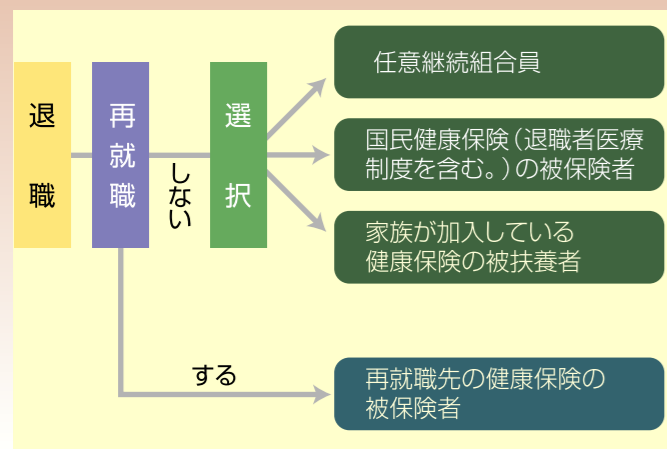 退職
再就職
しない
選択
任意継続組合員
国民健康保険（退職者医療
制度を含む。）の被保険者
家族が加入している
健康保険の被扶養者
する
再就職先の健康保険の
被保険者